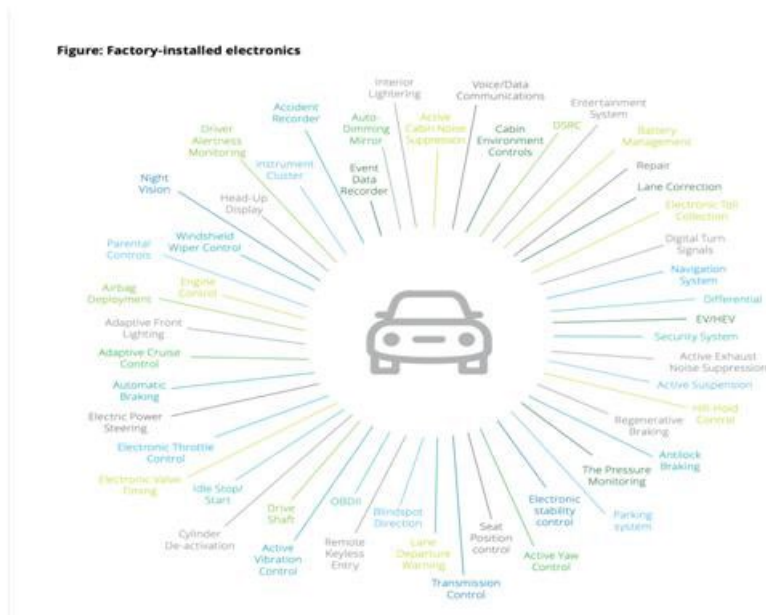 Figure: Factory-installed electronics
Interior
Lightering
Voice/Data
Communications
Entertainment
System
Accident
Recorder
Auto-
Dimming
Mirror
Active
Cabin Noise
Suppression
Cabin
Environment
Controls
DSRC
Battery
Management
Driver
Alertness
Monitoring
Instrument
Cluster
Event
Data
Recorder
Repair
Night
Vision
Head-Up
Display
Lane Correction
Electronic Toll
Collection
Parental
Controls
Windshield
Wiper Control
Digital Turn
Signals
Navigation
System
Airbag
Deployment
Engine
Control
Differential
Adaptive Front
Lighting
EV/HEV
Security System
Adaptive Cruise
Control
Active Exhaust
Noise Suppression
Automatic
Braking
Active Suspension
Electric Power
Steering
Hill-Hold
Control
Regenerative
Braking
Electronic Throttle
Control
Antilock
Braking
The Pressure
Monitoring
Electronic Valve
Timing
Idle Stop/
Start
Parking
system
Electronic
stability
control
Drive
Shaft
OBDII
Blindspot
Direction
Cylinder
De-activation
Active
Vibration
Control
Remote
Keyless
Entry
Lane
Departure
Warning
Seat
Position
control
Active Yaw
Control
Transmission
Control